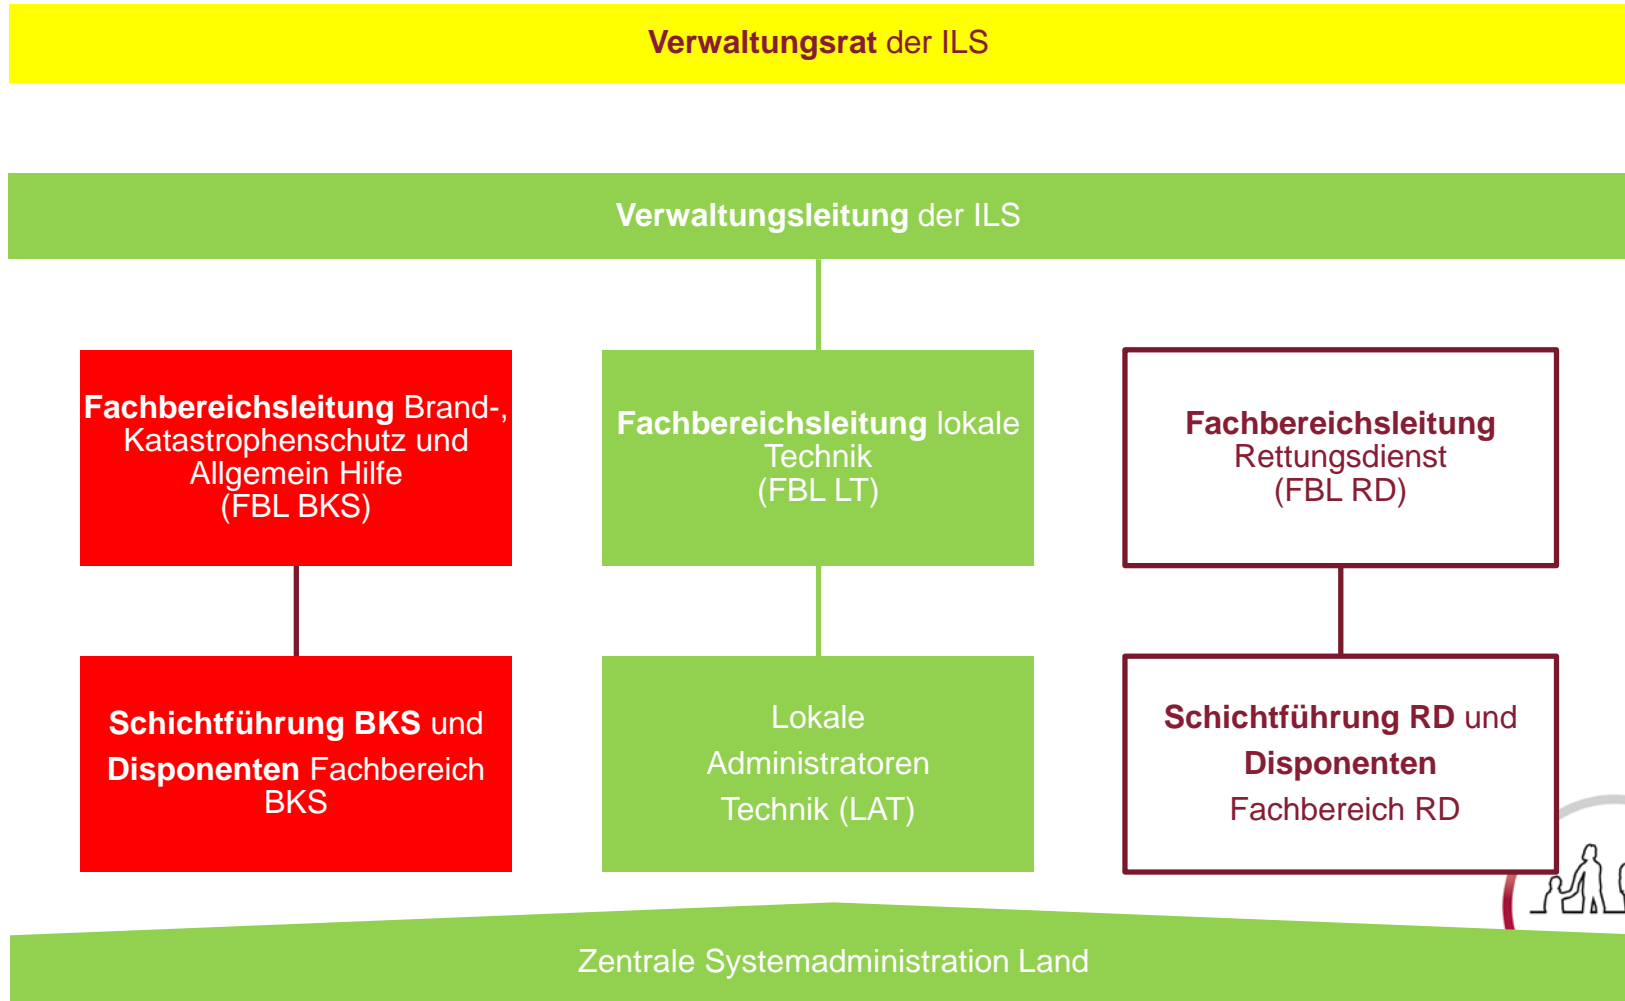 Verwaltungsrat der ILS
Verwaltungsleitung der ILS
Fachbereichsleitung Brand-,
Katastrophenschutz und
Allgemein Hilfe
(FBL BKS)
Fachbereichsleitung lokale
Technik
(FBL LT)
Fachbereichsleitung
Rettungsdienst
(FBL RD)
Schichtführung BKS und
Disponenten Fachbereich
BKS
Lokale
Administratoren
Technik (LAT)
Schichtführung RD und
Disponenten
Fachbereich RD
Zentrale Systemadministration Land